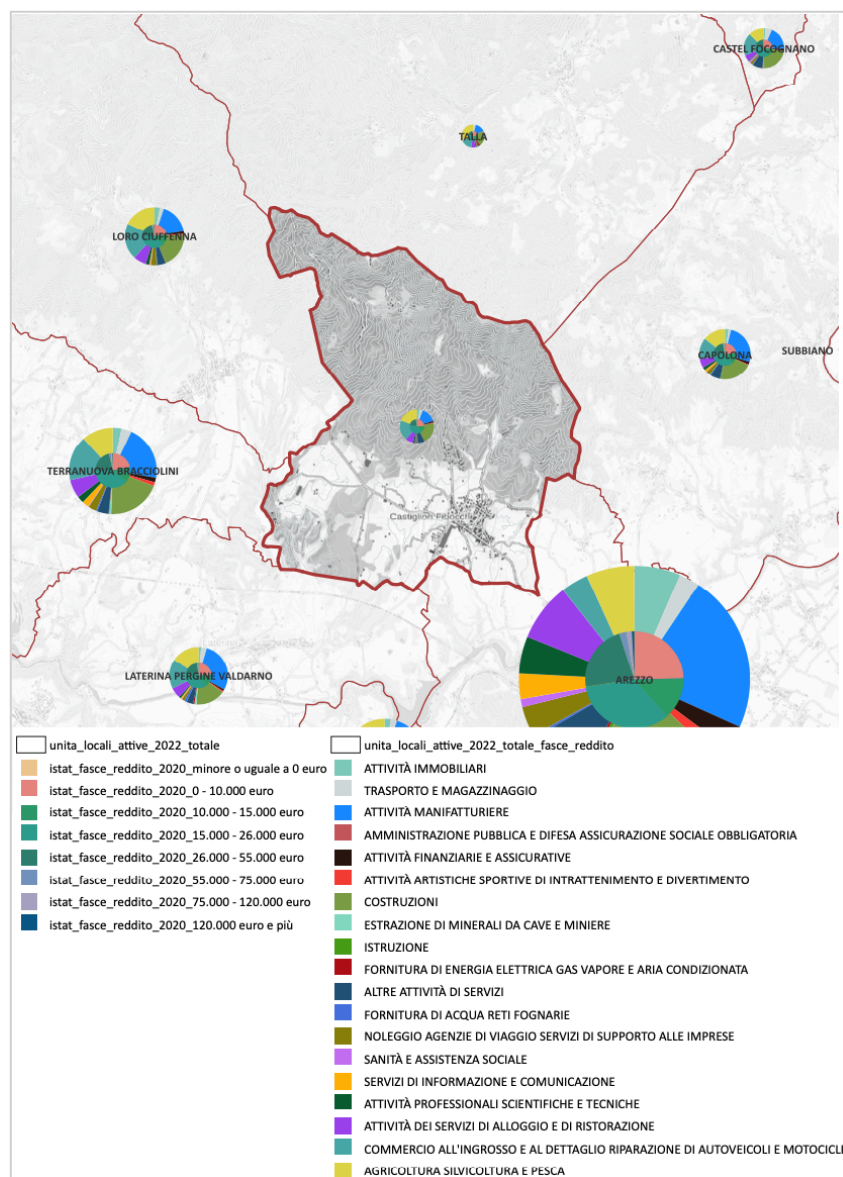 CASTEL FOCOGNANO
TALLA
LORO CIUFFENNA
CAPOLONA
SUBBIANO
TERRANUOVA BRACCIOLINI
Castiglion Fibocchi
LATERINA PERGINE VALDARNO
AREZZO
unita_locali_attive_2022_totale
istat_fasce_reddito_2020_minore o uguale a 0 euro
istat_fasce_reddito_2020_0 - 10.000 euro
istat_fasce_reddito_2020_10.000 - 15.000 euro
istat_fasce_reddito_2020_15.000 - 26.000 euro
istat_fasce_reddito_2020_26.000 - 55.000 euro
istat_fasce_reddito_2020_55.000 - 75.000 euro
istat_fasce_reddito_2020_75.000 - 120.000 euro
istat_fasce_reddito_2020_120.000 euro e più
unita_locali_attive_2022_totale_fasce_reddito
ATTIVITÀ IMMOBILIARI
TRASPORTO E MAGAZZINAGGIO
ATTIVITÀ MANIFATTURIERE
AMMINISTRAZIONE PUBBLICA E DIFESA ASSICURAZIONE SOCIALE OBBLIGATORIA
ATTIVITÀ FINANZIARIE E ASSICURATIVE
ATTIVITÀ ARTISTICHE SPORTIVE DI INTRATTENIMENTO E DIVERTIMENTO
COSTRUZIONI
ESTRAZIONE DI MINERALI DA CAVE E MINIERE
ISTRUZIONE
FORNITURA DI ENERGIA ELETTRICA GAS VAPORE E ARIA CONDIZIONATA
ALTRE ATTIVITÀ DI SERVIZI
FORNITURA DI ACQUA RETI FOGNARIE
NOLEGGIO AGENZIE DI VIAGGIO SERVIZI DI SUPPORTO ALLE IMPRESE
SANITÀ E ASSISTENZA SOCIALE
SERVIZI DI INFORMAZIONE E COMUNICAZIONE
ATTIVITÀ PROFESSIONALI SCIENTIFICHE E TECNICHE
ATTIVITÀ DEI SERVIZI DI ALLOGGIO E DI RISTORAZIONE
COMMERCIO ALL'INGROSSO E AL DETTAGLIO RIPARAZIONE DI AUTOVEICOLI E MOTOCICLI
AGRICOLTURA SILVICOLTURA E PESCA